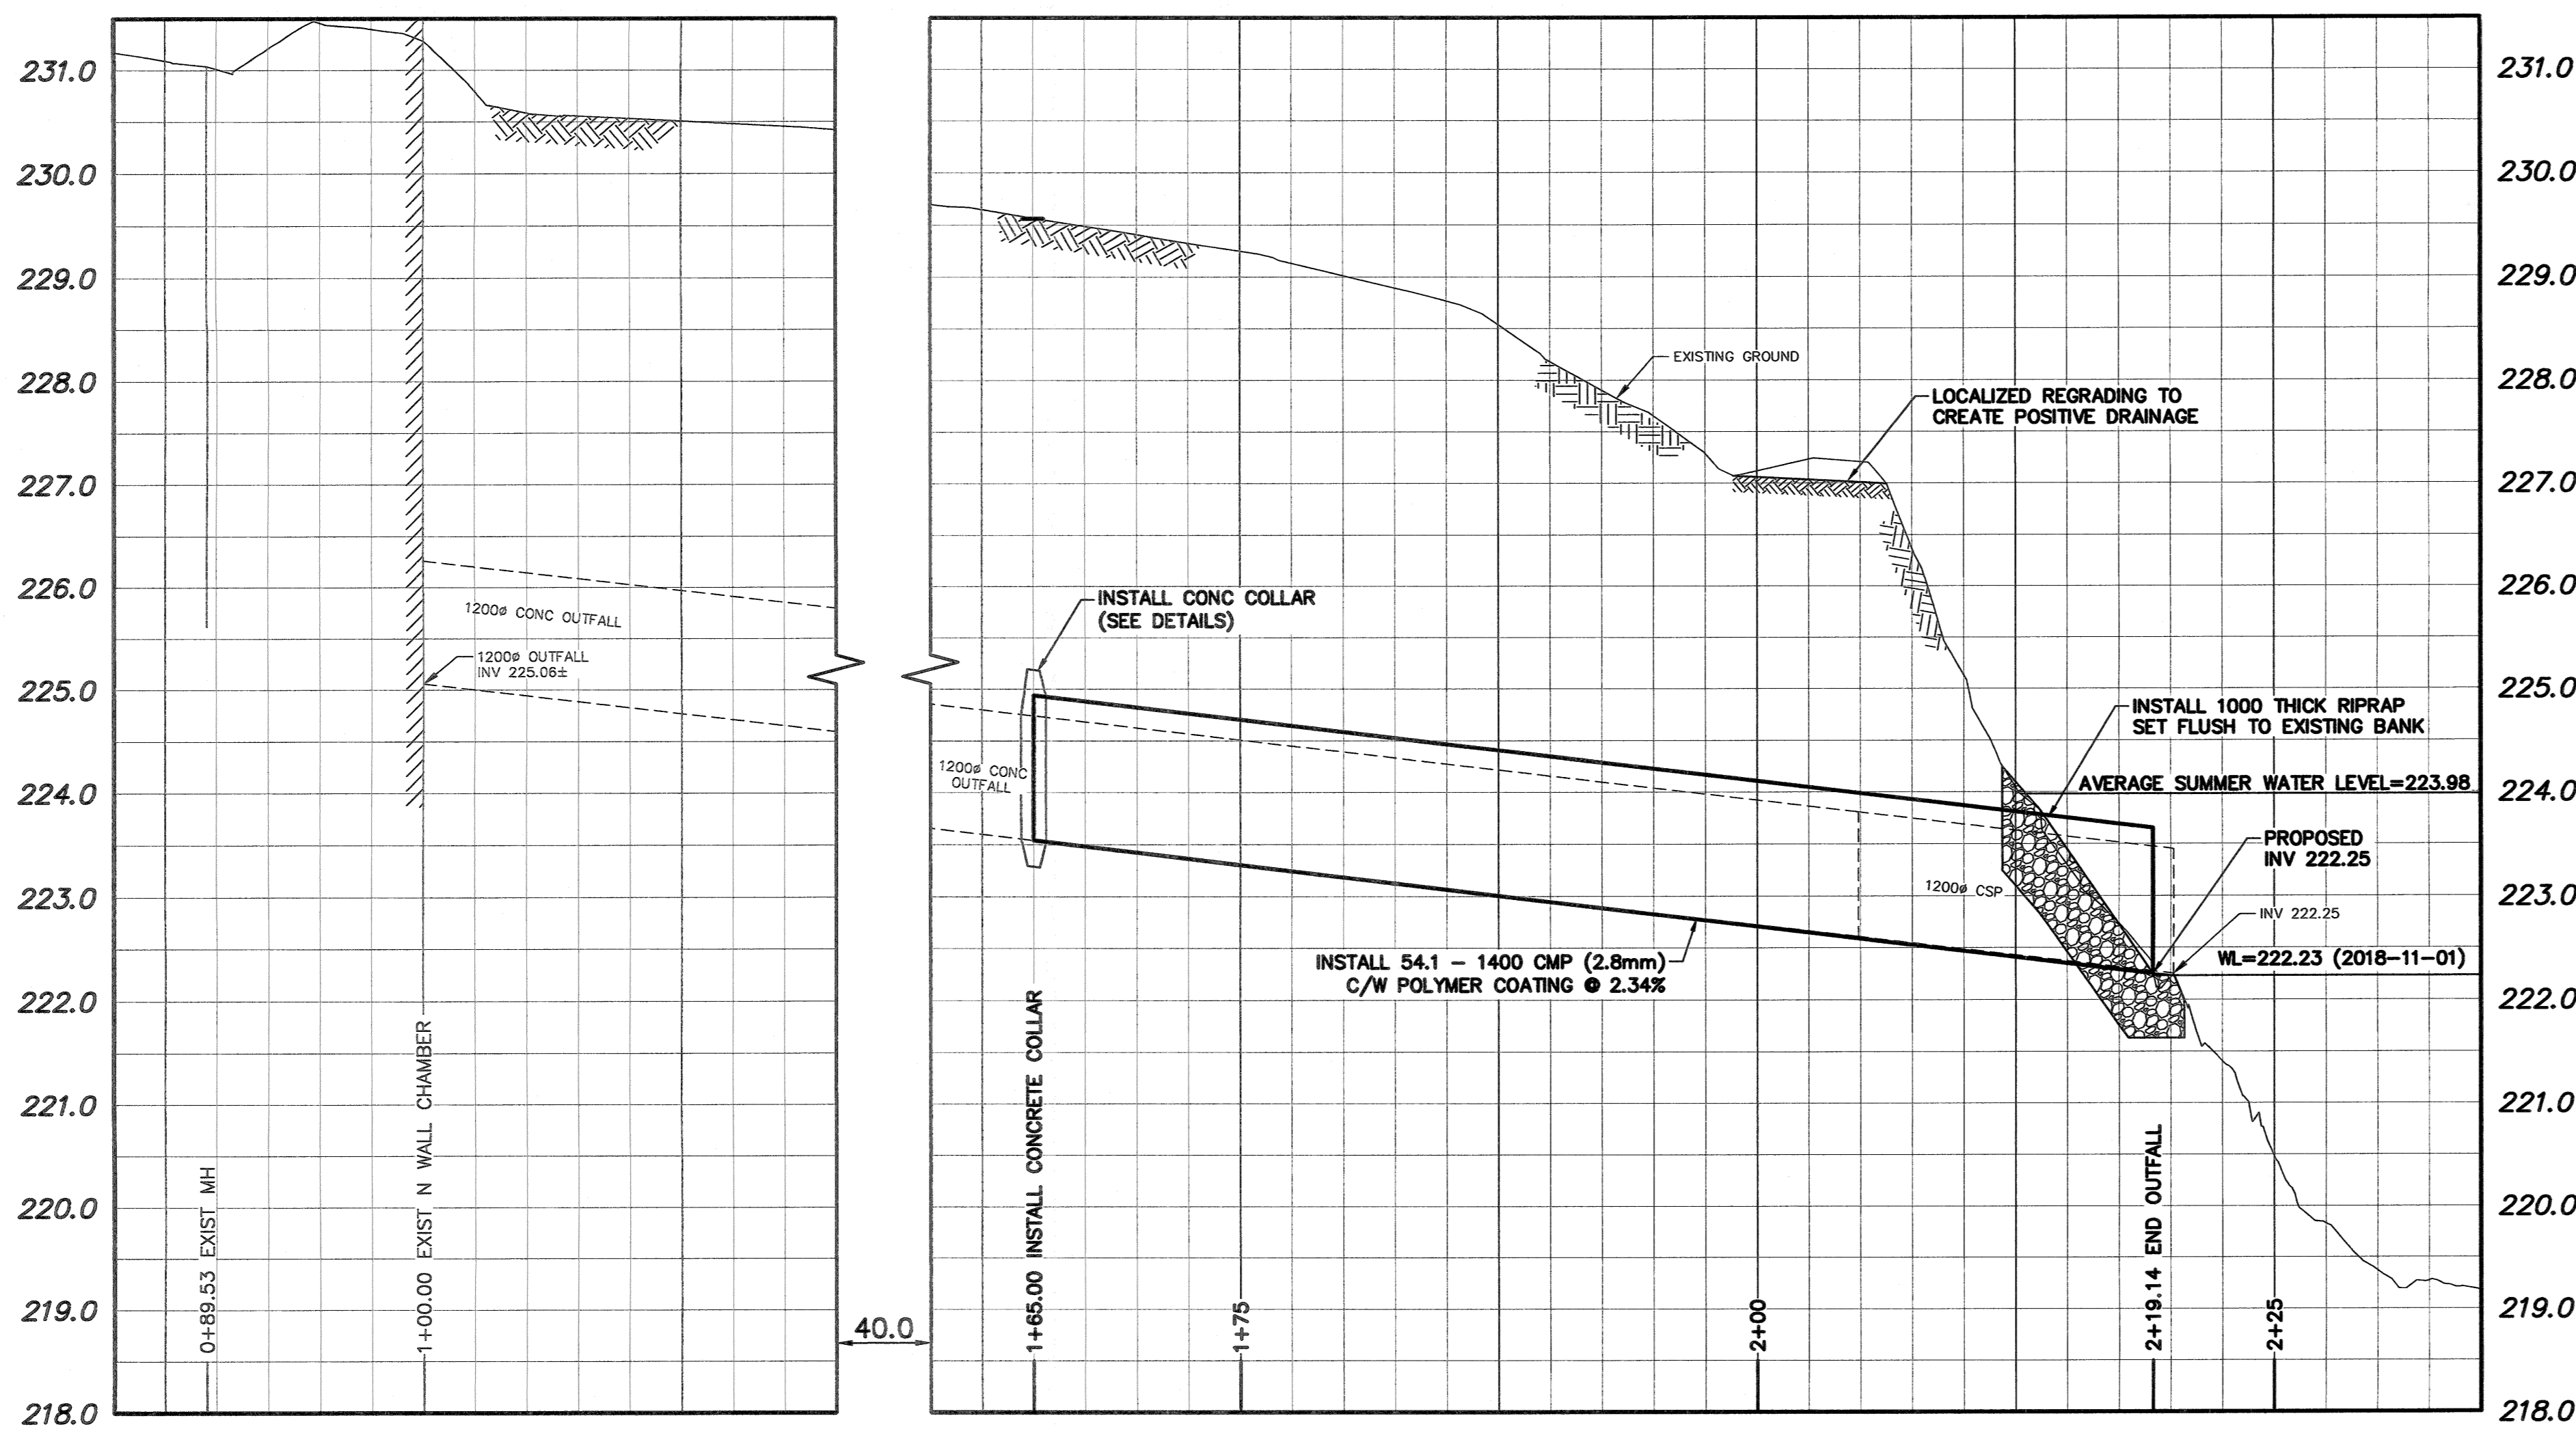 231.0
230.0
229.0
228.0
227.0
226.0
225.0
224.0
223.0
222.0
221.0
220.0
219.0
218.0
1200ø CONC OUTFALL
1200ø OUTFALL
INV 225.06±
0+89.53 EXIST MH
1+00.00 EXIST N WALL CHAMBER
40.0
EXISTING GROUND
LOCALIZED REGRADING TO
CREATE POSITIVE DRAINAGE
INSTALL CONC COLLAR
(SEE DETAILS)
1200ø CONC
OUTFALL
INSTALL 1000 THICK RIPRAP
SET FLUSH TO EXISTING BANK
AVERAGE SUMMER WATER LEVEL=223.98
PROPOSED
INV 222.25
1200ø CSP
INV 222.25
WL=222.23 (2018-11-01)
INSTALL 54.1 - 1400 CMP (2.8mm)
C/W POLYMER COATING @ 2.34%
1+65.00 INSTALL CONCRETE COLLAR
1+75
2+00
2+19.14 END OUTFALL
2+25
231.0
230.0
229.0
228.0
227.0
226.0
225.0
224.0
223.0
222.0
221.0
220.0
219.0
218.0